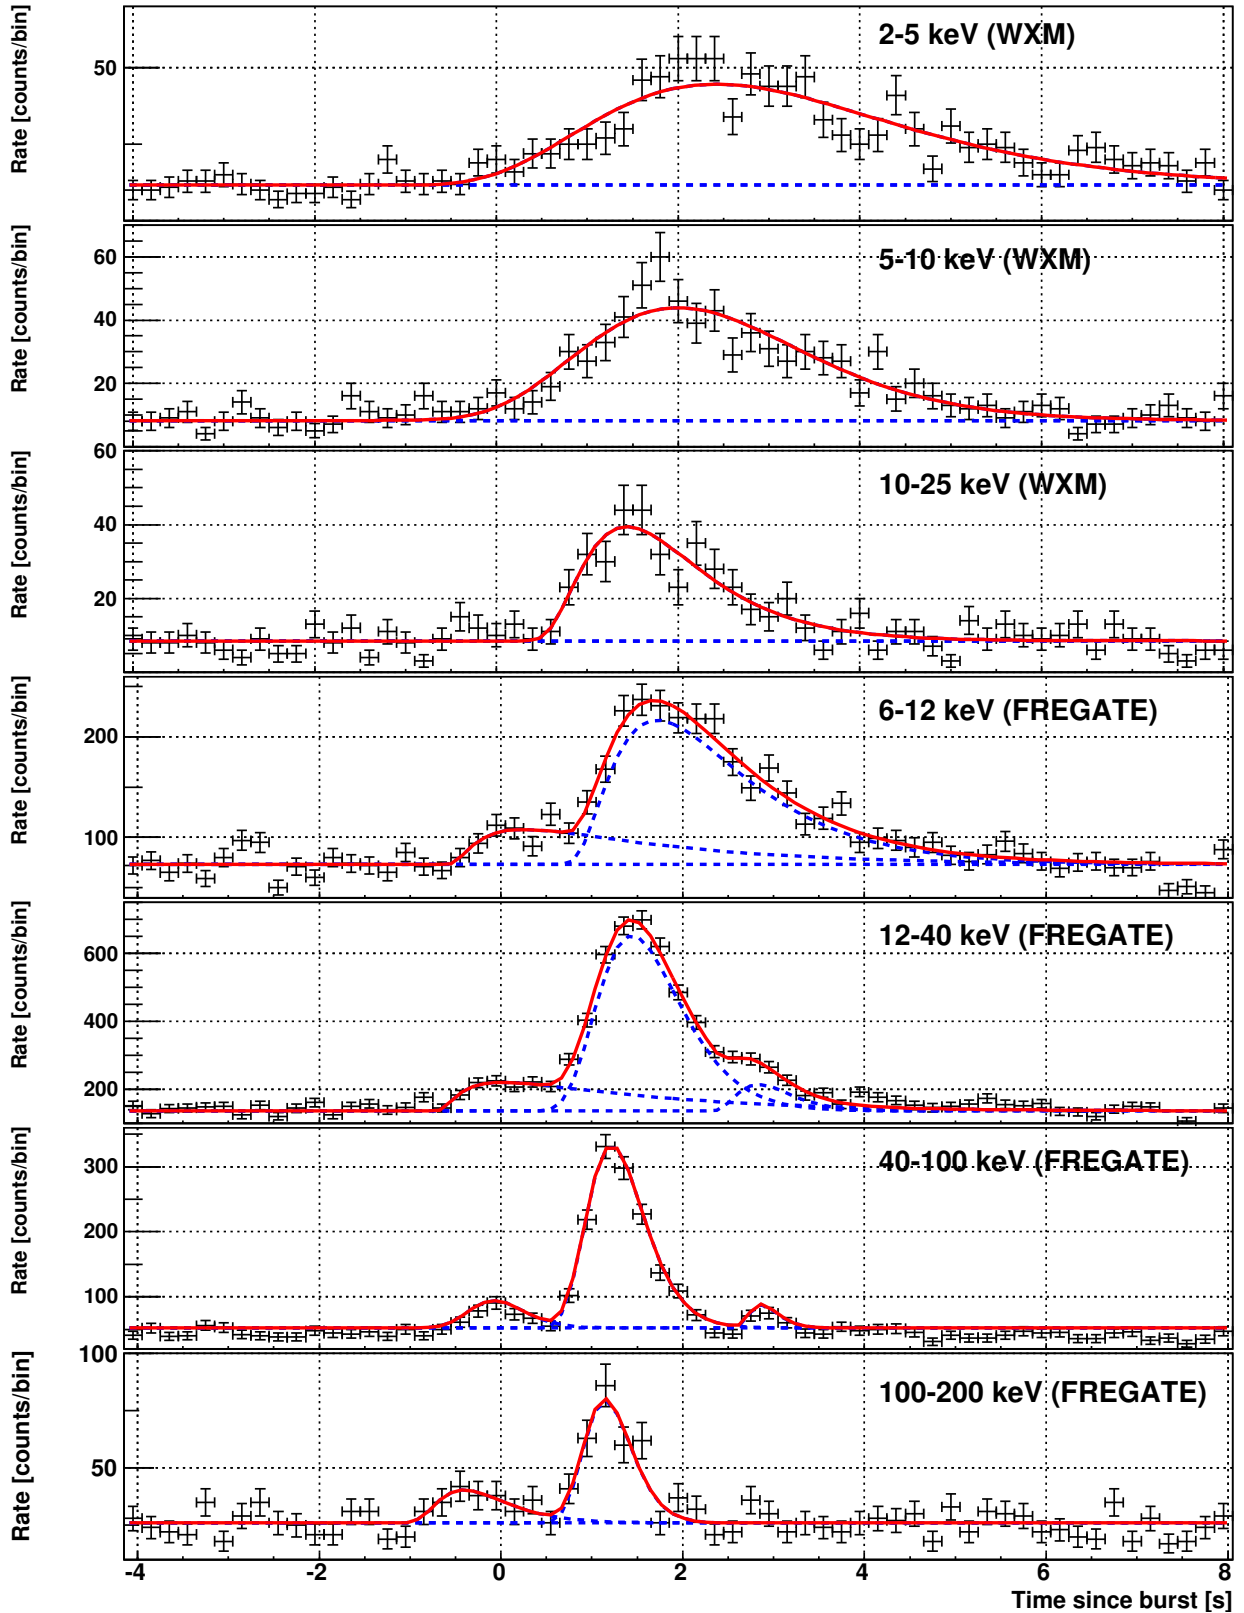 Rate [counts/bin]
2-5 keV (WXM)
50
Rate [counts/bin]
5-10 keV (WXM)
60
40
20
Rate [counts/bin]
10-25 keV (WXM)
60
40
20
Rate [counts/bin]
6-12 keV (FREGATE)
200
100
Rate [counts/bin]
12-40 keV (FREGATE)
600
400
200
Rate [counts/bin]
40-100 keV (FREGATE)
300
200
100
Rate [counts/bin]
100-200 keV (FREGATE)
100
50
-4 -2 0 2 4 6 8
Time since burst [s]